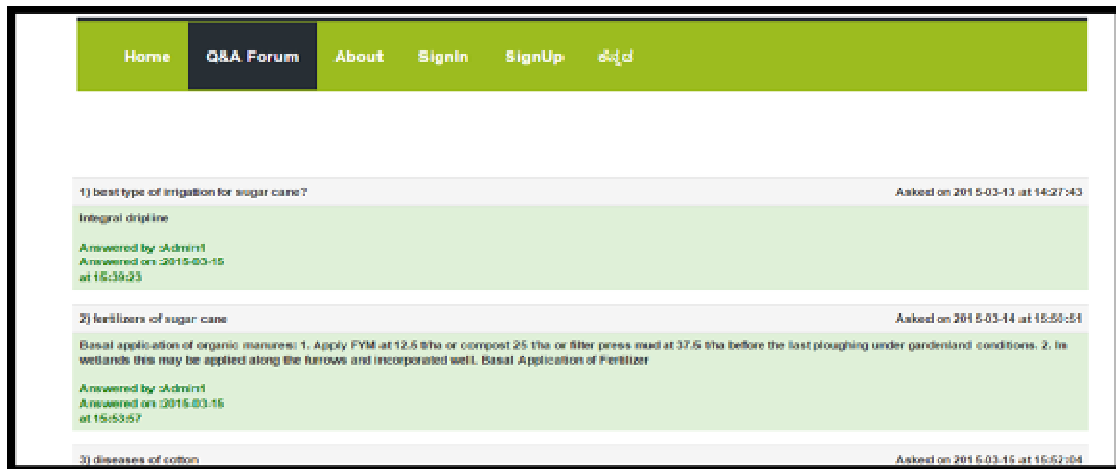 Home Q&A Forum About SignIn SignUp ಕನ್ನಡ
1) best type of irrigation for sugar cane? Asked on 2015-03-13 at 14:27:43
Integral dripline
Answered by :Admin1
Answered on :2015-03-15
at 15:39:23
2) fertilizers of sugar cane Asked on 2015-03-14 at 15:50:51
Basal application of organic manures: 1. Apply FYM at 12.5 t/ha or compost 25 t/ha or filter press mud at 37.5 t/ha before the last ploughing under gardenland conditions. 2. In
wetlands this may be applied along the furrows and incorporated well. Basal Application of Fertilizer
Answered by :Admin1
Answered on :2015-03-15
at 15:53:57
3) diseases of cotton Asked on 2015-03-15 at 15:52:04